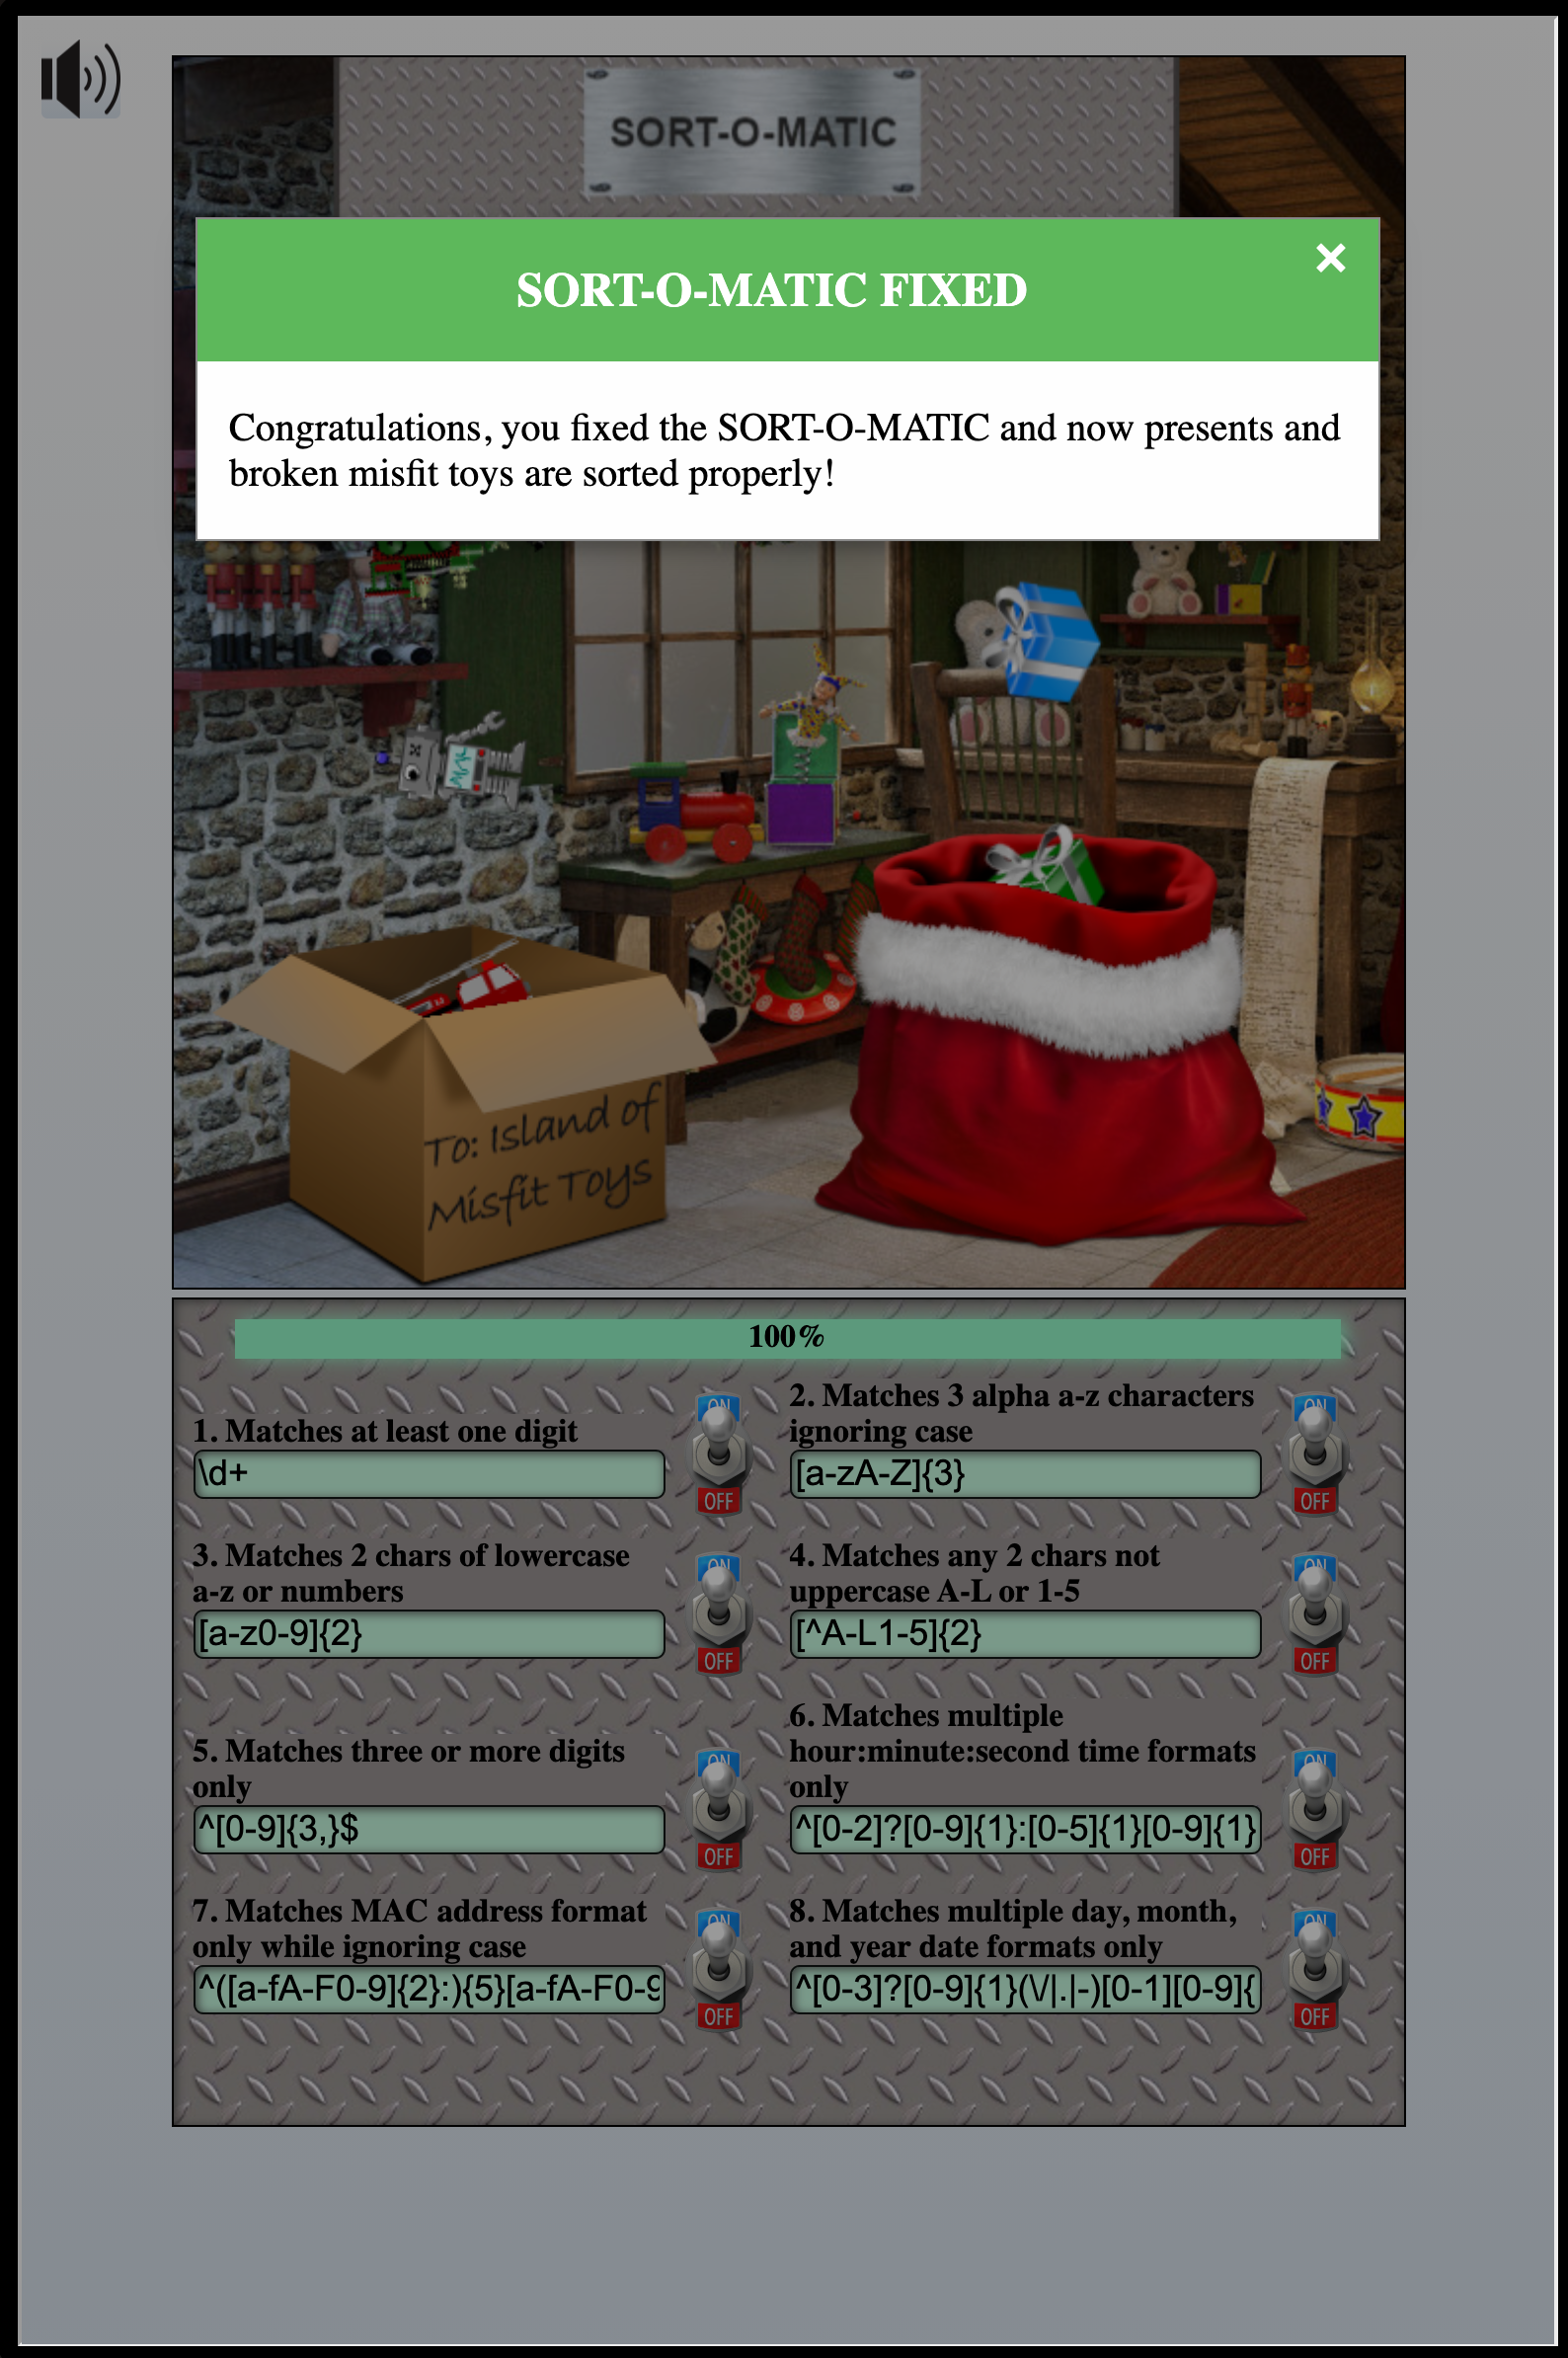 SORT-O-MATIC
SORT-O-MATIC FIXED
Congratulations, you fixed the SORT-O-MATIC and now presents and
broken misfit toys are sorted properly!
To: Island of
Misfit Toys
100%
1. Matches at least one digit
\d+
ON
OFF
2. Matches 3 alpha a-z characters
ignoring case
[a-zA-Z]{3}
ON
OFF
3. Matches 2 chars of lowercase
a-z or numbers
[a-z0-9]{2}
ON
OFF
4. Matches any 2 chars not
uppercase A-L or 1-5
[^A-L1-5]{2}
ON
OFF
5. Matches three or more digits
only
^[0-9]{3,}$
ON
OFF
6. Matches multiple
hour:minute:second time formats
only
^[0-2]?[0-9]{1}:[0-5]{1}[0-9]{1}
ON
OFF
7. Matches MAC address format
only while ignoring case
^([a-fA-F0-9]{2}:){5}[a-fA-F0-9
ON
OFF
8. Matches multiple day, month,
and year date formats only
^[0-3]?[0-9]{1}(\/|.|-)[0-1][0-9]{
ON
OFF